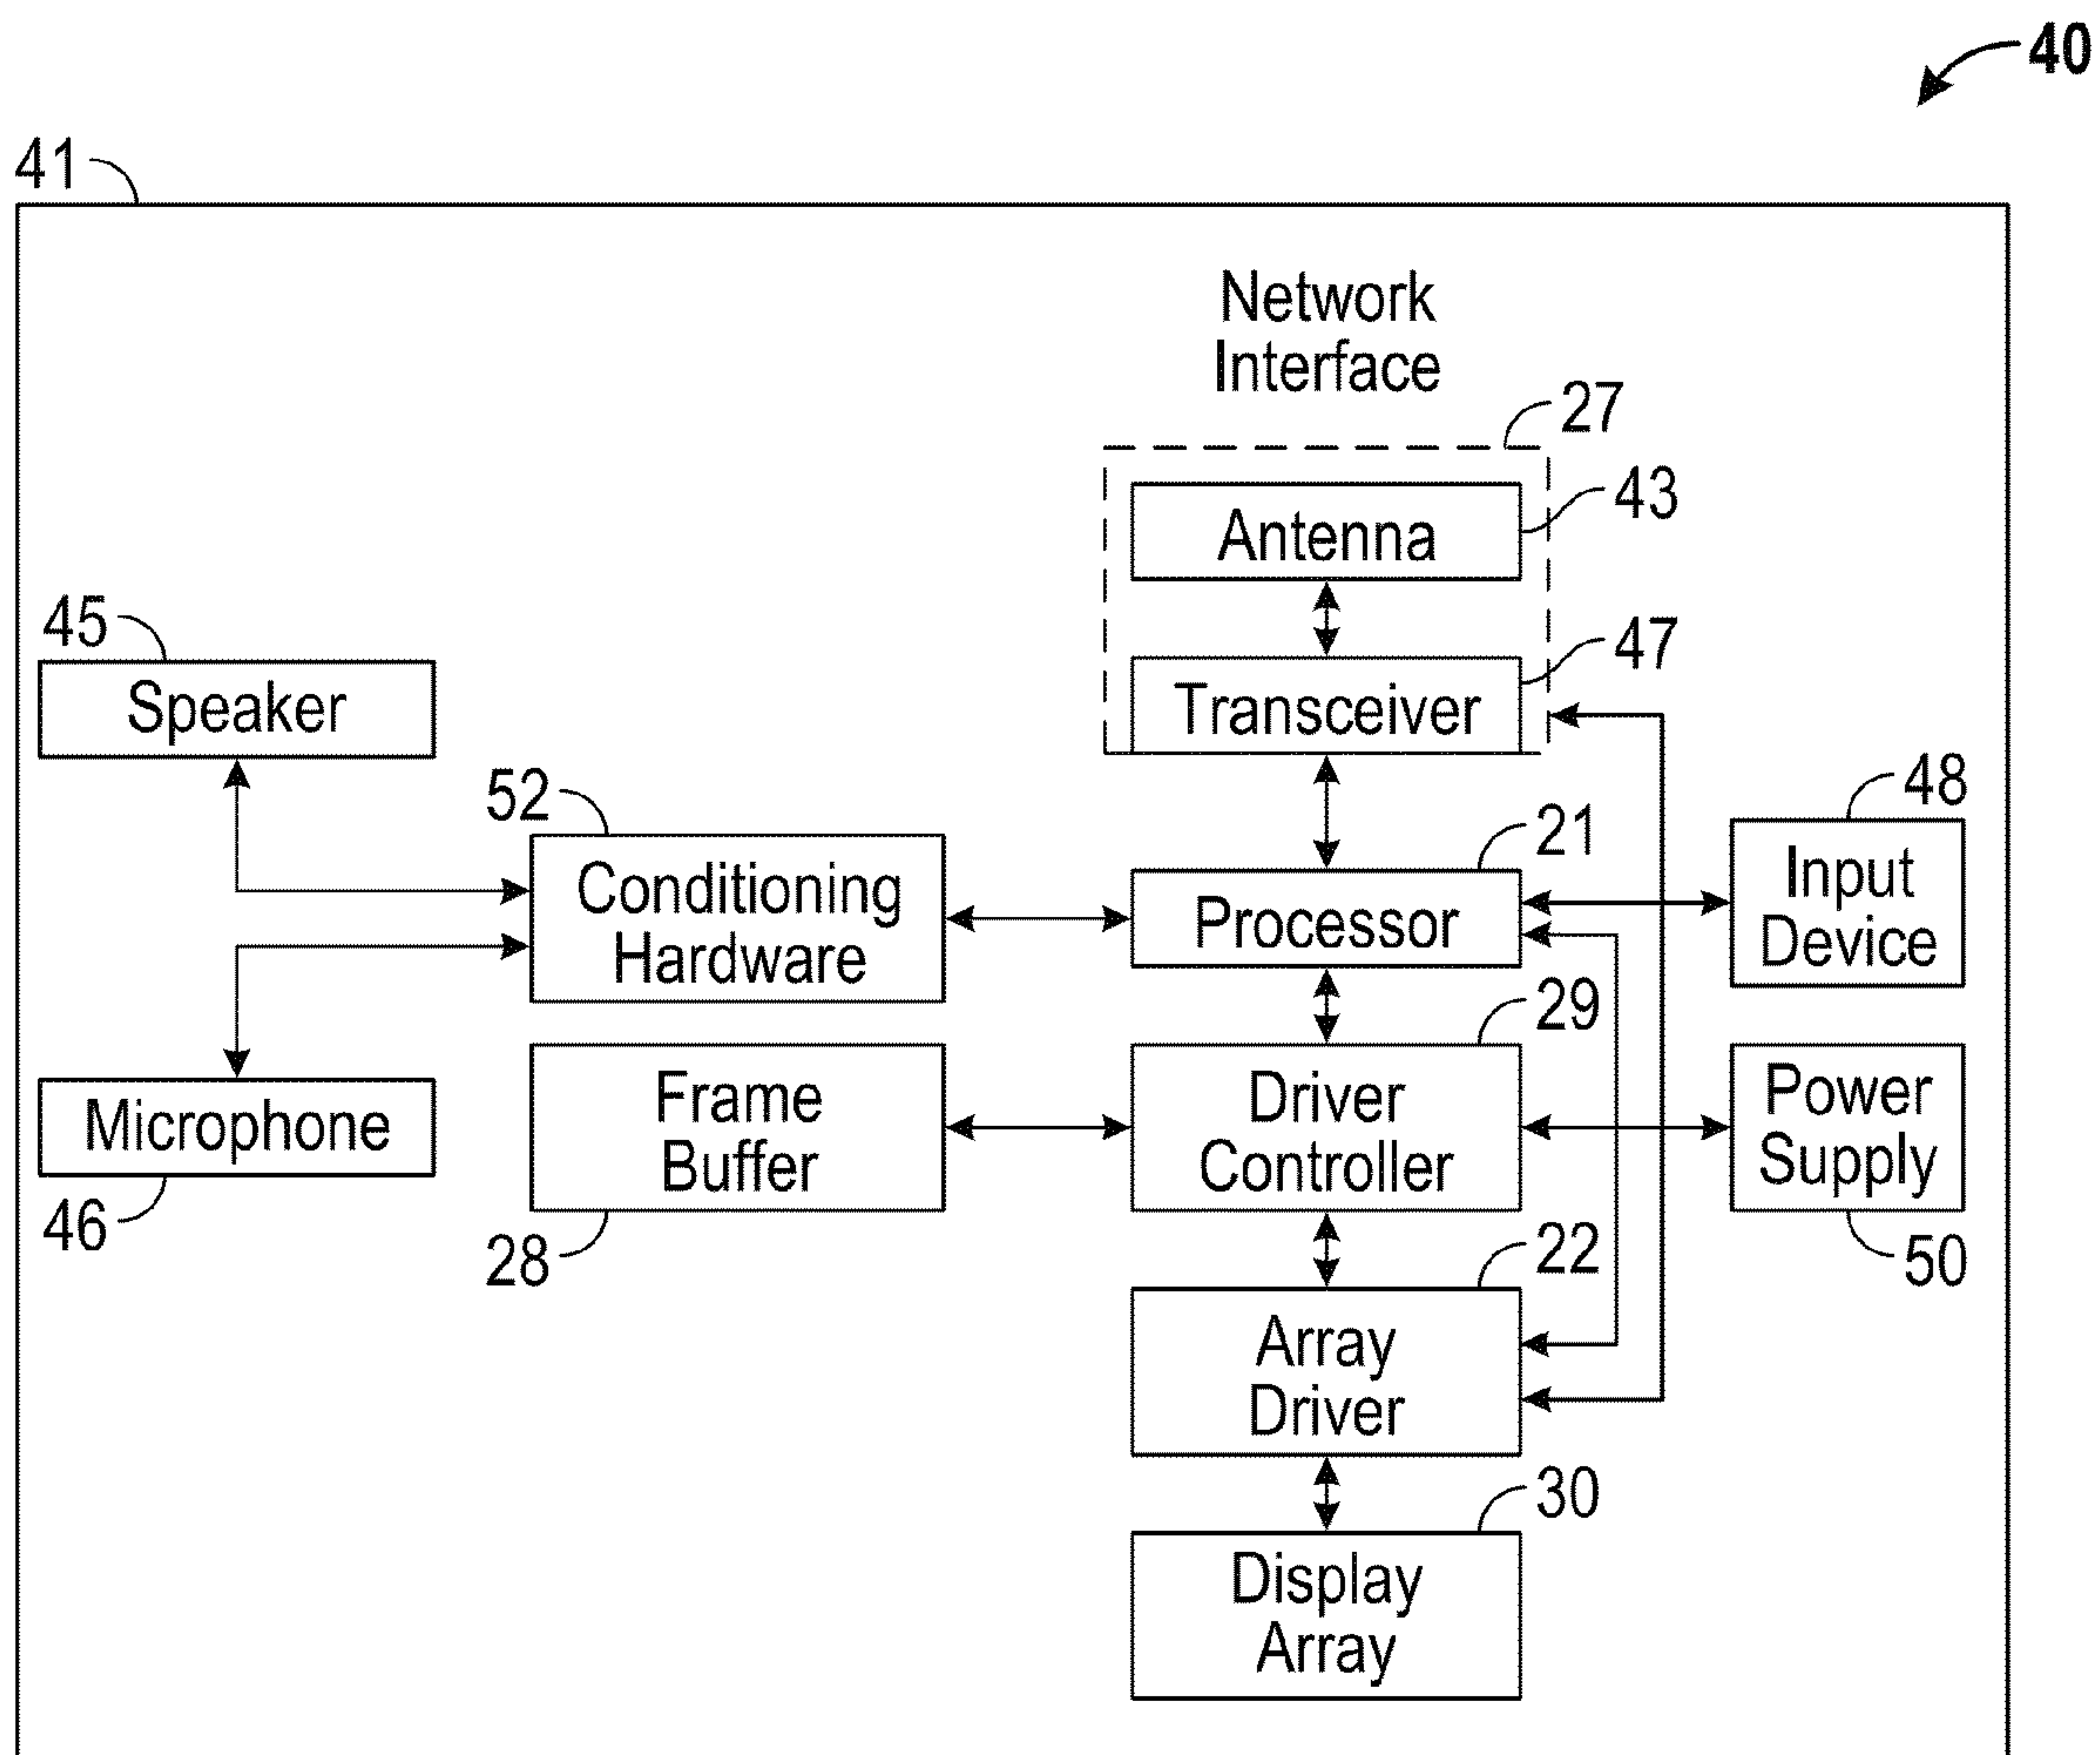 40
41
Network
Interface
27
Antenna
43
45
Speaker
Transceiver
47
52
Conditioning
Hardware
21
Processor
48
Input
Device
29
Microphone
46
Frame
Buffer
28
Driver
Controller
Power
Supply
50
22
Array
Driver
30
Display
Array